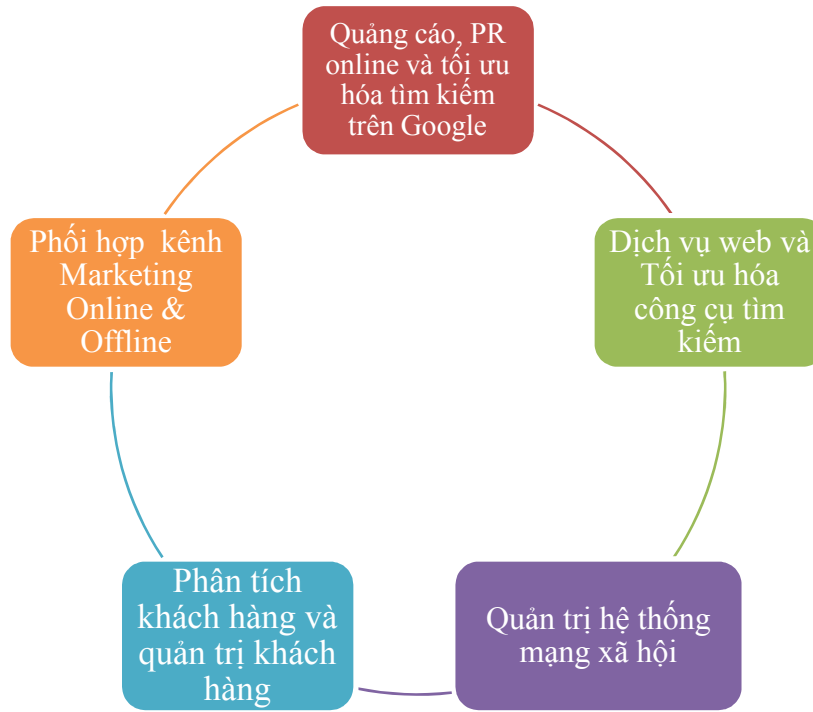 Quảng cáo, PR
online và tối ưu
hóa tìm kiếm
trên Google
Dịch vụ web và
Tối ưu hóa
công cụ tìm
kiếm
Quản trị hệ thống
mạng xã hội
Phân tích
khách hàng và
quản trị khách
hàng
Phối hợp  kênh
Marketing
Online &
Offline